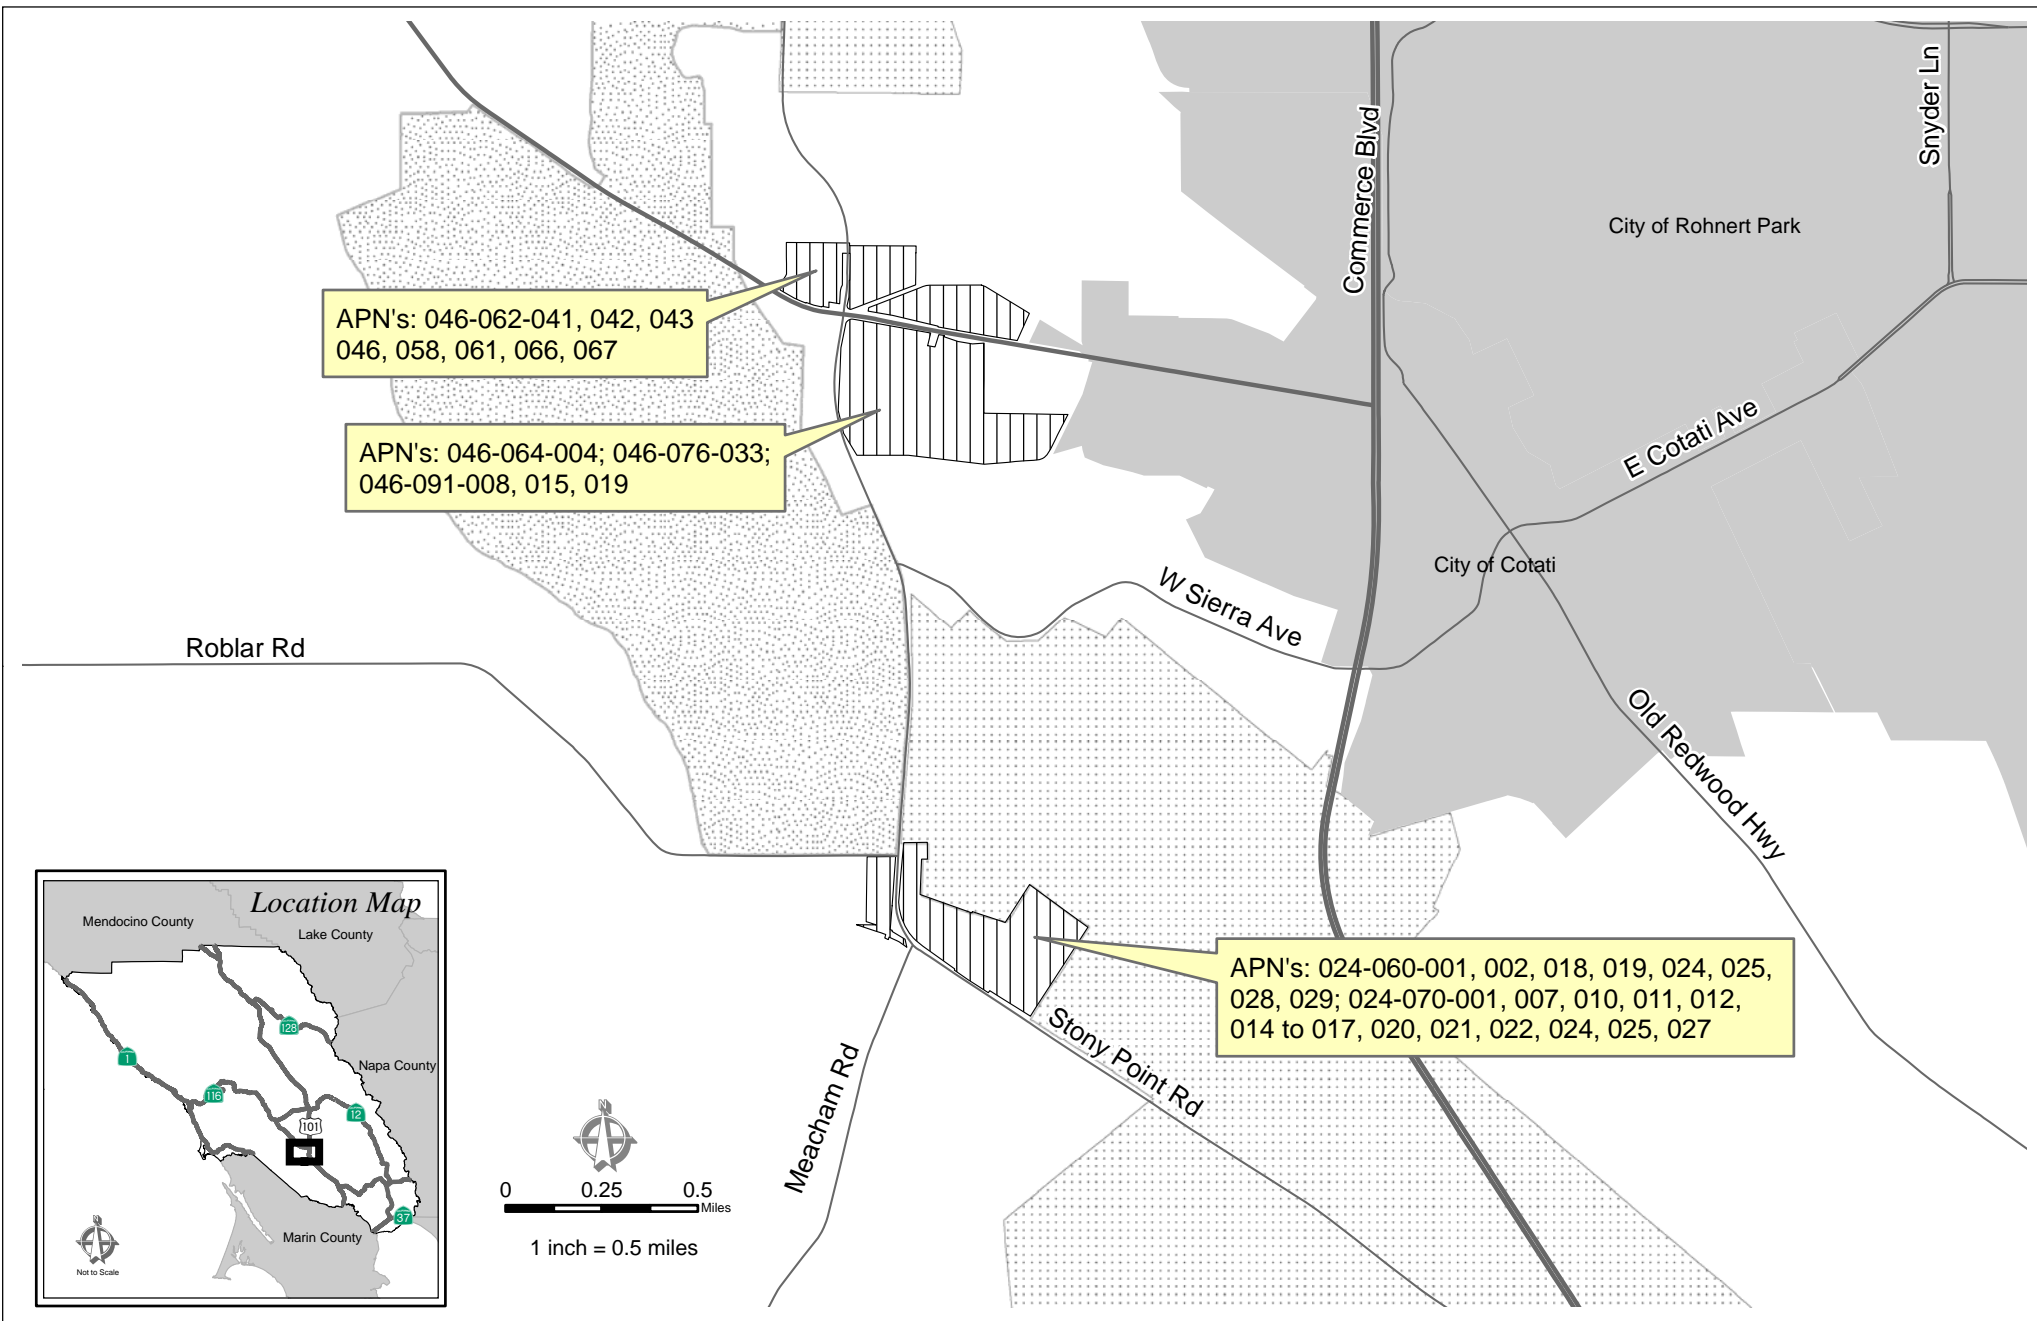 Snyder Ln
Commerce Blvd
City of Rohnert Park
APN's: 046-062-041, 042, 043
046, 058, 061, 066, 067
APN's: 046-064-004; 046-076-033;
046-091-008, 015, 019
E Cotati Ave
City of Cotati
W Sierra Ave
Roblar Rd
Old Redwood Hwy
APN's: 024-060-001, 002, 018, 019, 024, 025,
028, 029; 024-070-001, 007, 010, 011, 012,
014 to 017, 020, 021, 022, 024, 025, 027
Stony Point Rd
Meacham Rd
Location Map
Mendocino County
Lake County
128
1
Napa County
116
12
101
37
Marin County
N
Not to Scale
N
0 0.25 0.5
Miles
1 inch = 0.5 miles